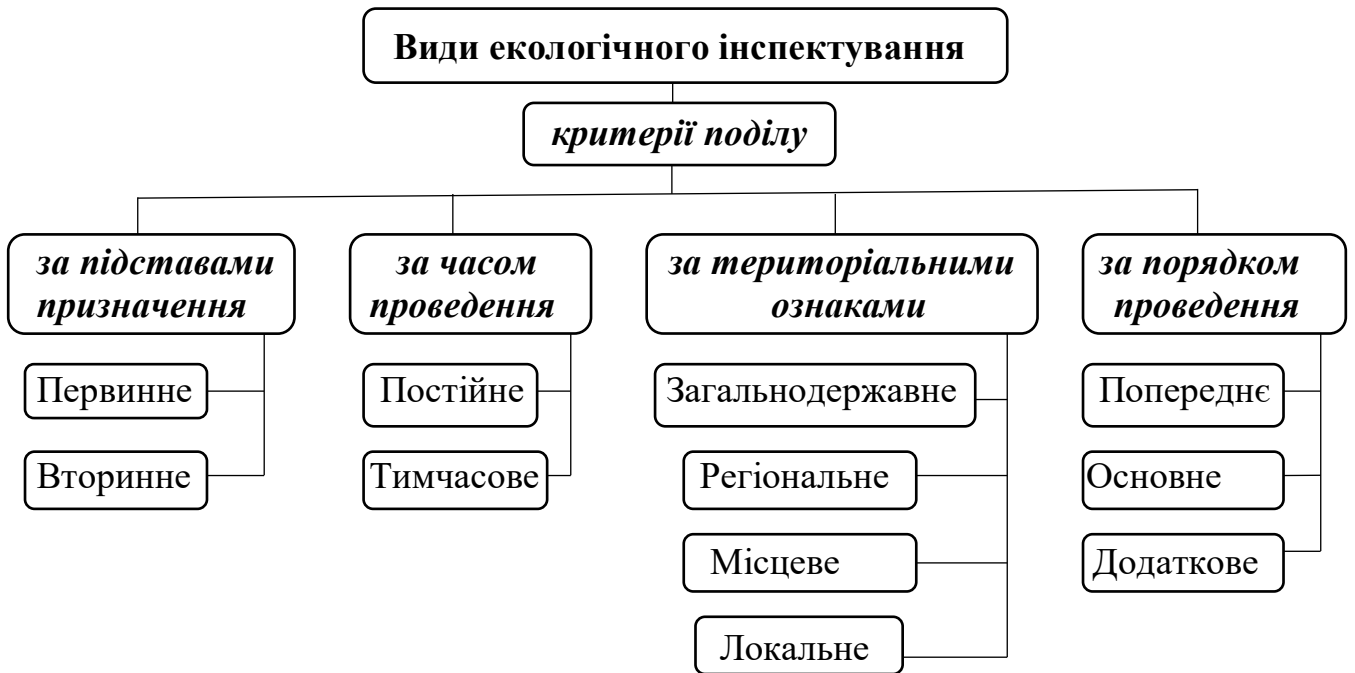 Види екологічного інспектування
критерії поділу
за підставами
призначення
за часом
проведення
за територіальними
ознаками
за порядком
проведення
Первинне
Вторинне
Постійне
Тимчасове
Загальнодержавне
Регіональне
Місцеве
Локальне
Попереднє
Основне
Додаткове